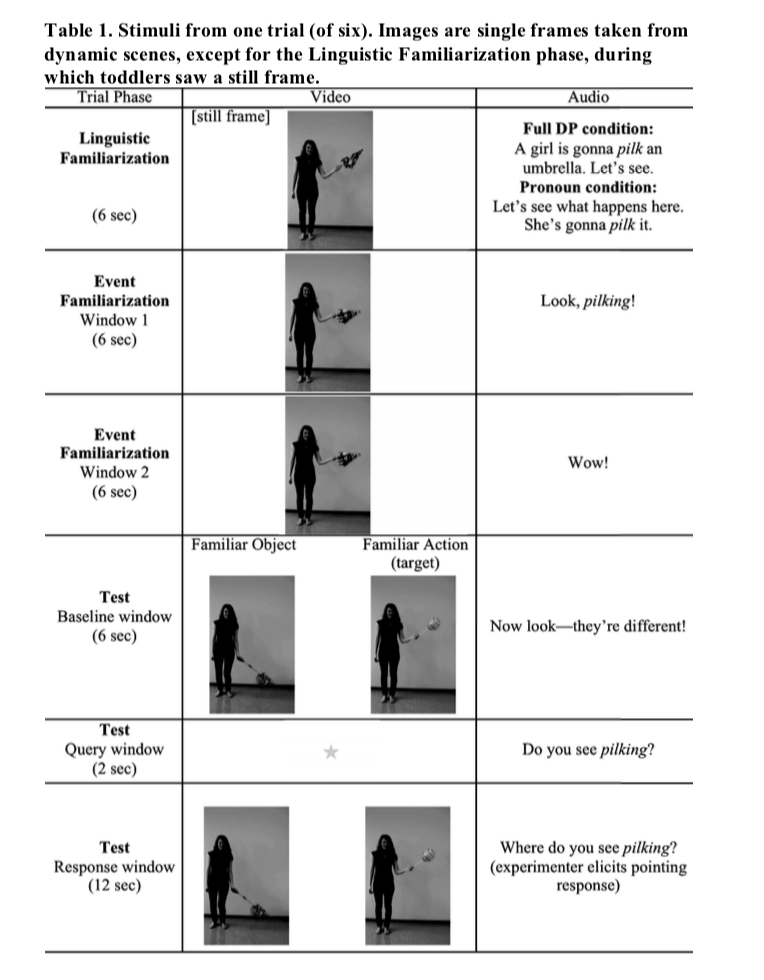 Table 1. Stimuli from one trial (of six). Images are single frames taken from
dynamic scenes, except for the Linguistic Familiarization phase, during
which toddlers saw a still frame.
Trial Phase Video Audio
Linguistic
Familiarization
(6 sec)
[still frame]
Full DP condition:
A girl is gonna pilk an
umbrella. Let's see.
Pronoun condition:
Let's see what happens here.
She's gonna pilk it.
Event
Familiarization
Window 1
(6 sec)
Look, pilking!
Event
Familiarization
Window 2
(6 sec)
Wow!
Test
Baseline window
(6 sec)
Familiar Object
Familiar Action
(target)
Now look—they're different!
Test
Query window
(2 sec)
Do you see pilking?
Test
Response window
(12 sec)
Where do you see pilking?
(experimenter elicits pointing
response)